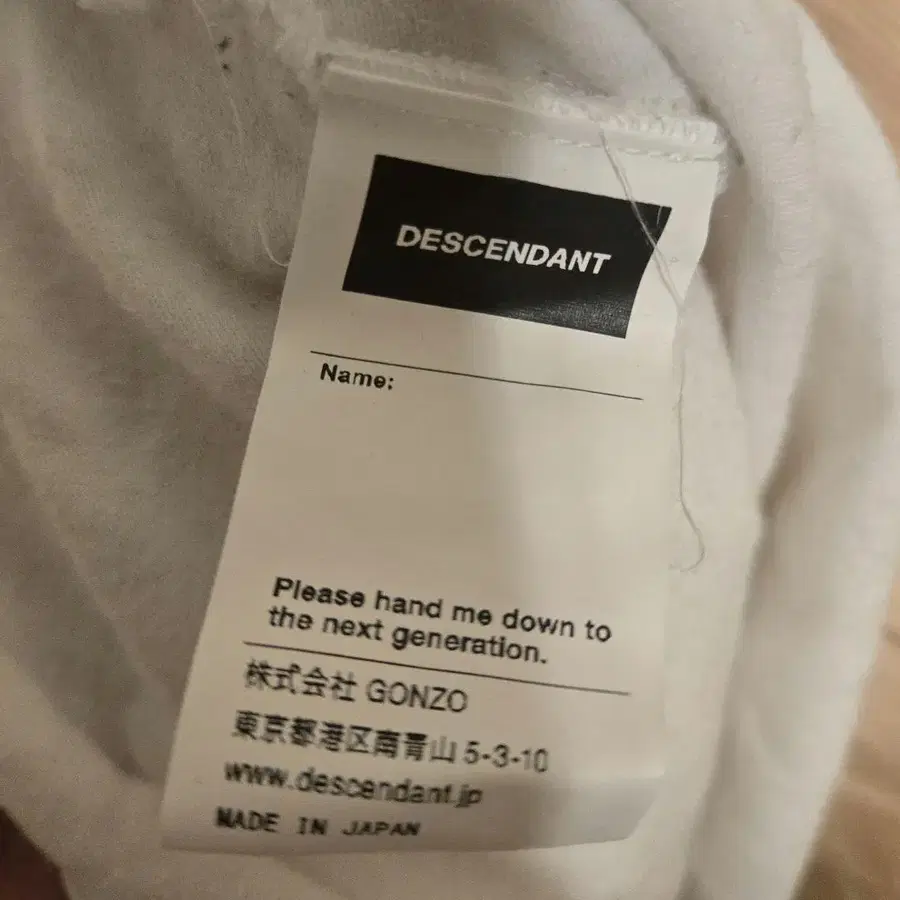 DESCENDANT
Name:
Please hand me down to
the next generation.
株式会社 GONZO
東京都港区南青山 5-3-10
www.descendant.jp
MADE IN JAPAN